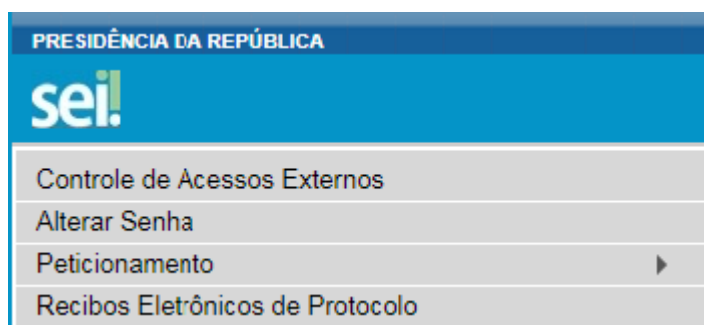 PRESIDÊNCIA DA REPÚBLICA
sei!
Controle de Acessos Externos
Alterar Senha
Peticionamento
Recibos Eletrônicos de Protocolo